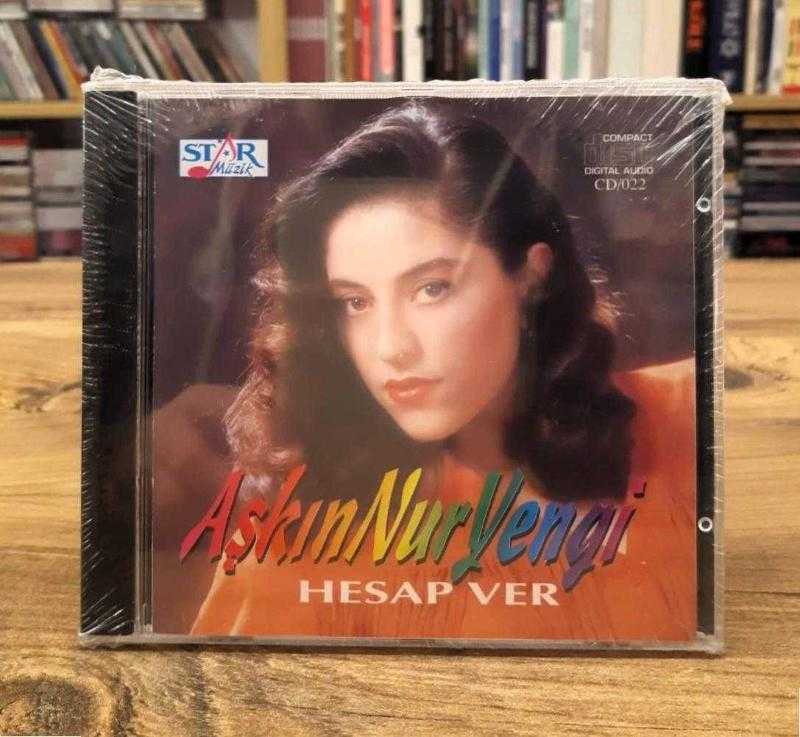 STAR
Müzik
COMPACT
disc
DIGITAL AUDIO
CD/022
AşkınNurYengi
HESAP VER